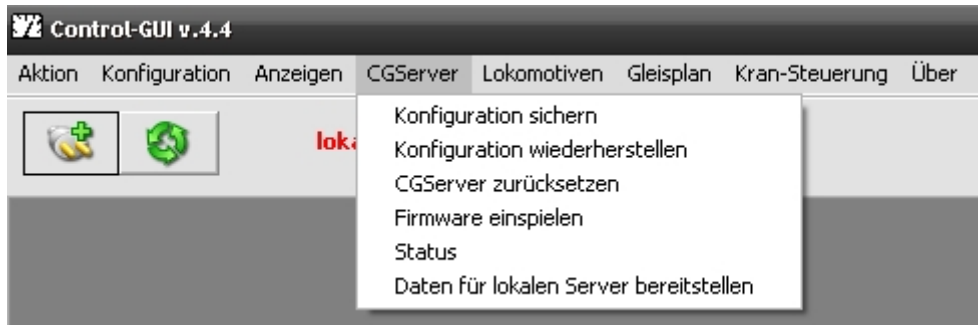 Control-GUI v.4.4
Aktion Konfiguration Anzeigen CGServer Lokomotiven Gleisplan Kran-Steuerung Über
Konfiguration sichern
Konfiguration wiederherstellen
CGServer zurücksetzen
Firmware einspielen
Status
Daten für lokalen Server bereitstellen